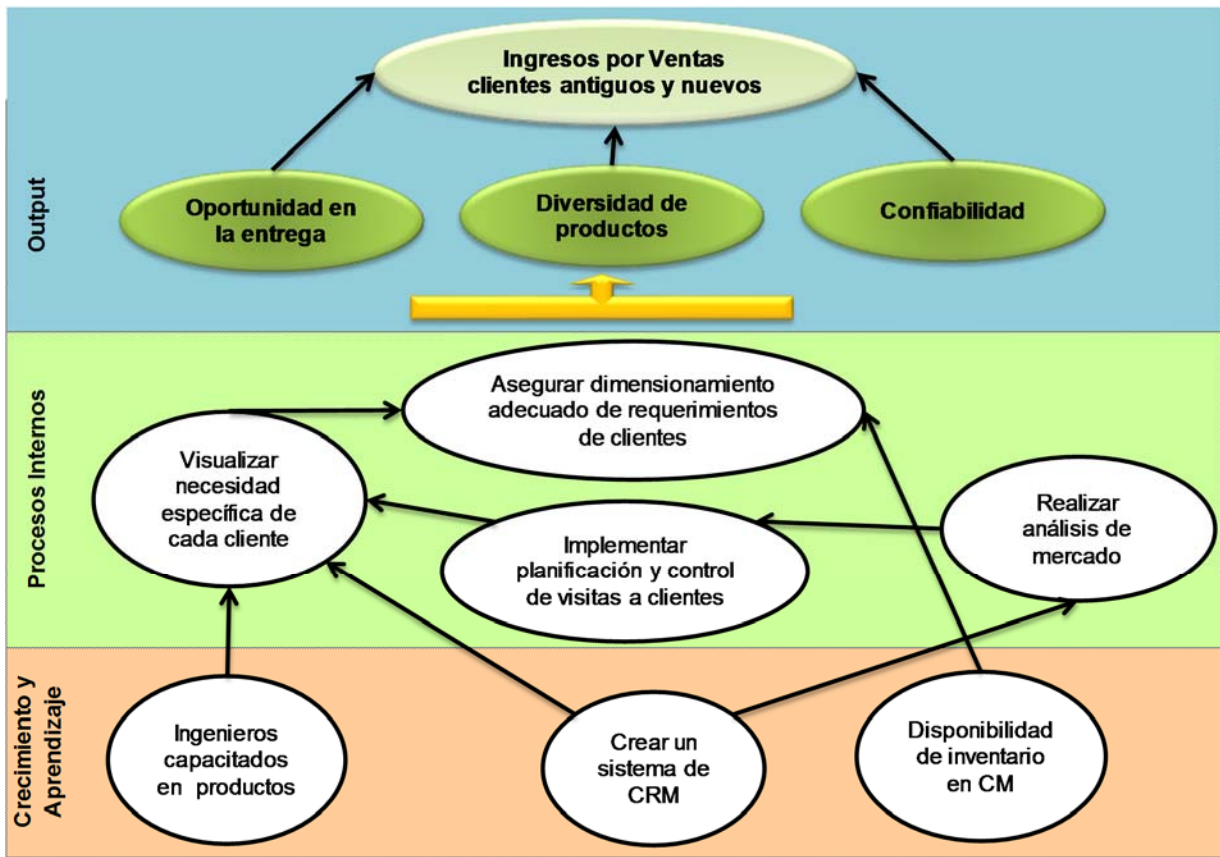 Output
Ingresos por Ventas
clientes antiguos y nuevos
Oportunidad en
la entrega
Diversidad de
productos
Confiabilidad
Procesos Internos
Asegurar dimensionamiento
adecuado de requerimientos
de clientes
Visualizar
necesidad
específica de
cada cliente
Implementar
planificación y control
de visitas a clientes
Realizar
análisis de
mercado
Crecimiento y
Aprendizaje
Ingenieros
capacitados
en productos
Crear un
sistema de
CRM
Disponibilidad
de inventario
en CM